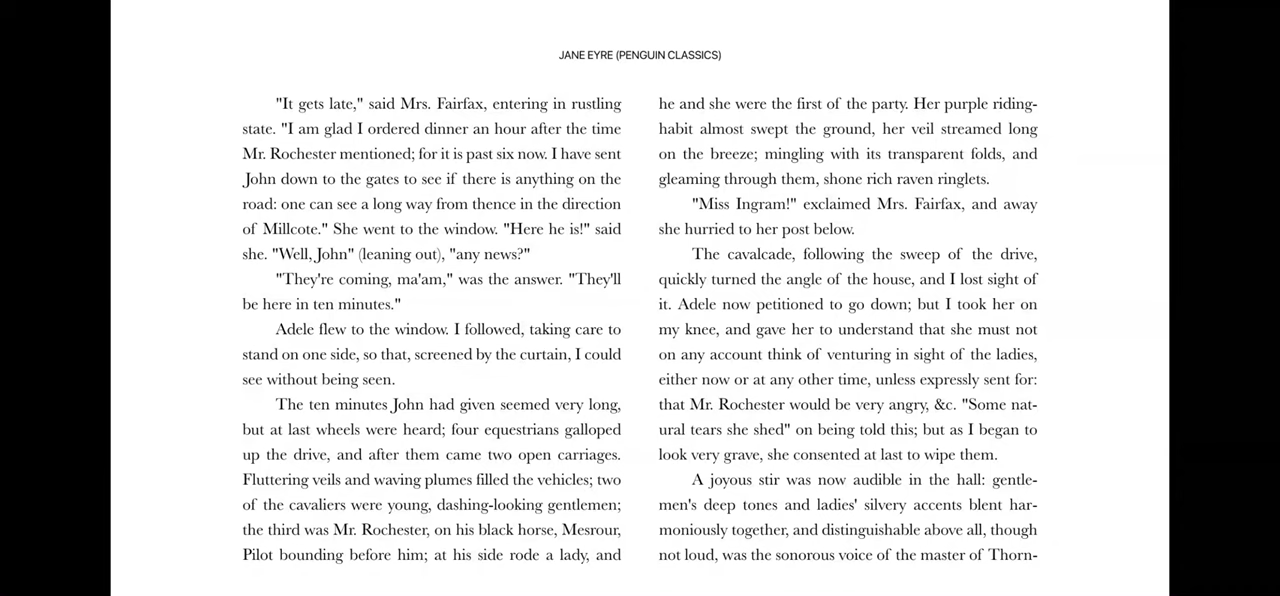 JANE EYRE (PENGUIN CLASSICS)
"It gets late," said Mrs. Fairfax, entering in rustling
state. "I am glad I ordered dinner an hour after the time
Mr. Rochester mentioned; for it is past six now. I have sent
John down to the gates to see if there is anything on the
road: one can see a long way from thence in the direction
of Millcote." She went to the window. "Here he is!" said
she. "Well, John" (leaning out), "any news?"
"They're coming, ma'am," was the answer. "They'll
be here in ten minutes."
Adele flew to the window. I followed, taking care to
stand on one side, so that, screened by the curtain, I could
see without being seen.
The ten minutes John had given seemed very long,
but at last wheels were heard; four equestrians galloped
up the drive, and after them came two open carriages.
Fluttering veils and waving plumes filled the vehicles; two
of the cavaliers were young, dashing-looking gentlemen;
the third was Mr. Rochester, on his black horse, Mesrour,
Pilot bounding before him; at his side rode a lady, and
he and she were the first of the party. Her purple riding-
habit almost swept the ground, her veil streamed long
on the breeze; mingling with its transparent folds, and
gleaming through them, shone rich raven ringlets.
"Miss Ingram!" exclaimed Mrs. Fairfax, and away
she hurried to her post below.
The cavalcade, following the sweep of the drive,
quickly turned the angle of the house, and I lost sight of
it. Adele now petitioned to go down; but I took her on
my knee, and gave her to understand that she must not
on any account think of venturing in sight of the ladies,
either now or at any other time, unless expressly sent for:
that Mr. Rochester would be very angry, &c. "Some nat-
ural tears she shed" on being told this; but as I began to
look very grave, she consented at last to wipe them.
A joyous stir was now audible in the hall: gentle-
men's deep tones and ladies' silvery accents blent har-
moniously together, and distinguishable above all, though
not loud, was the sonorous voice of the master of Thorn-